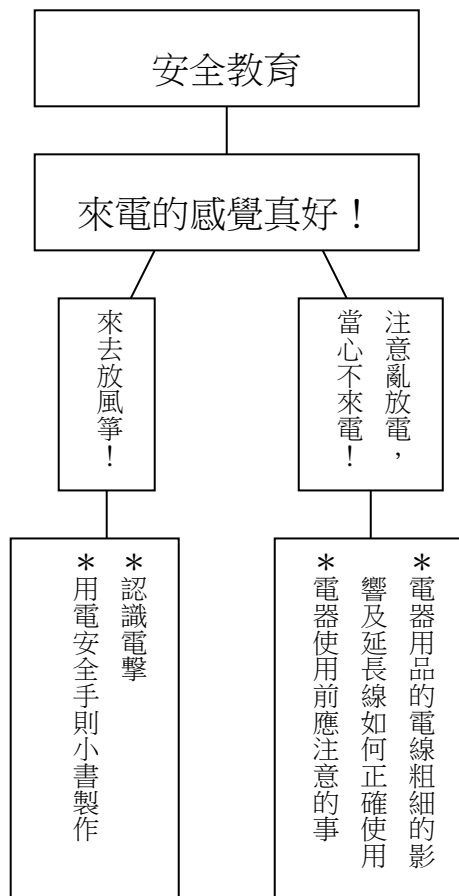 安全教育
來電的感覺真好！
注意亂放電，
當心不來電！
來去放風箏！
＊電器用品的電線粗細的影
響及延長線如何正確使用
＊電器使用前應注意的事
＊認識電擊
＊用電安全手則小書製作